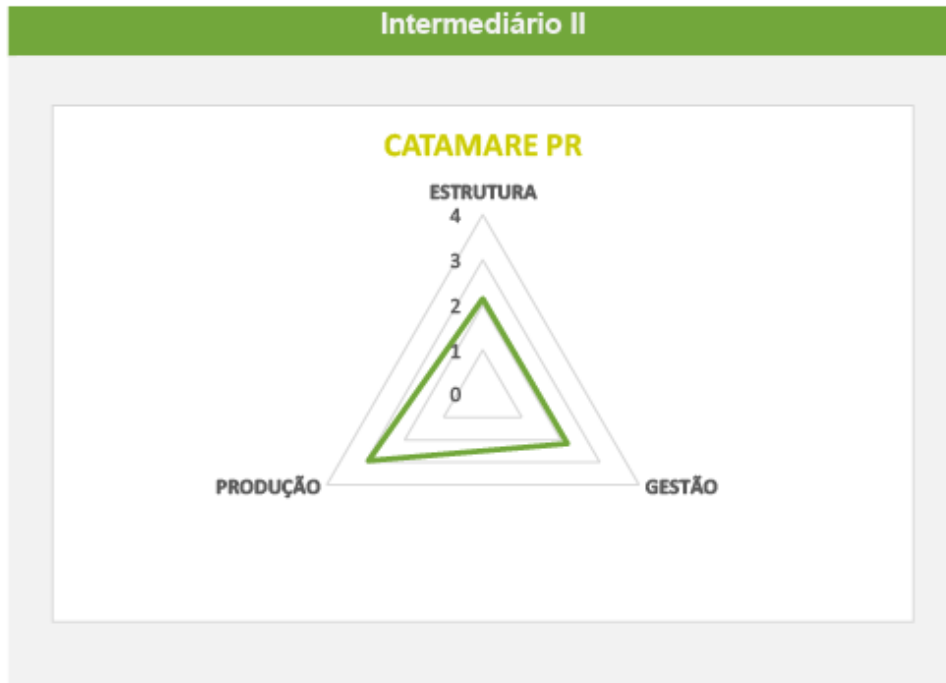 Intermediário II
CATAMARE PR
ESTRUTURA
4
3
2
1
0
PRODUÇÃO
GESTÃO